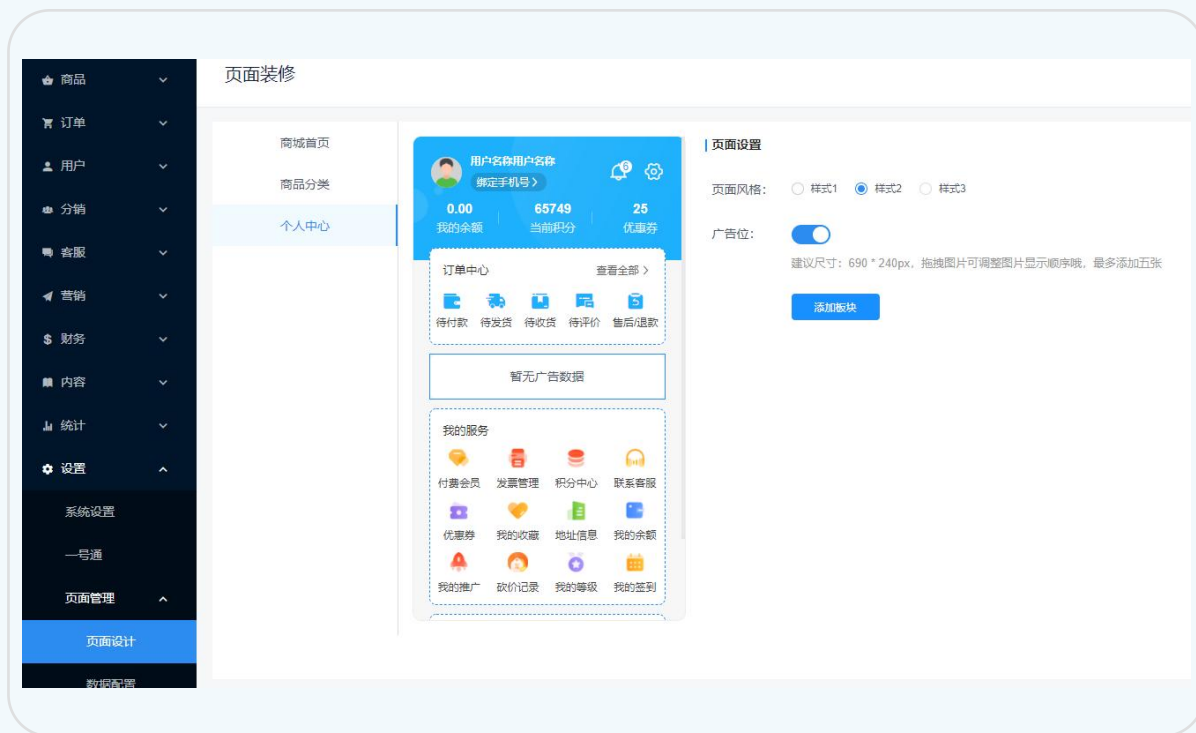 商品
订单
用户
分销
客服
营销
$ 财务
内容
统计
设置
系统设置
一号通
页面管理
页面设计
数据配置
页面装修
商城首页
商品分类
个人中心
用户名称用户名称
绑定手机号 >
6
0.00 65749 25
我的余额 当前积分 优惠券
订单中心 查看全部 >
待付款 待发货 待收货 待评价 售后/退款
暂无广告数据
我的服务
付费会员 发票管理 积分中心 联系客服
优惠券 我的收藏 地址信息 我的余额
我的推广 砍价记录 我的等级 我的签到
页面设置
页面风格： 样式1 样式2 样式3
广告位：
建议尺寸：690 * 240px，拖拽图片可调整图片显示顺序哦，最多添加五张
添加板块